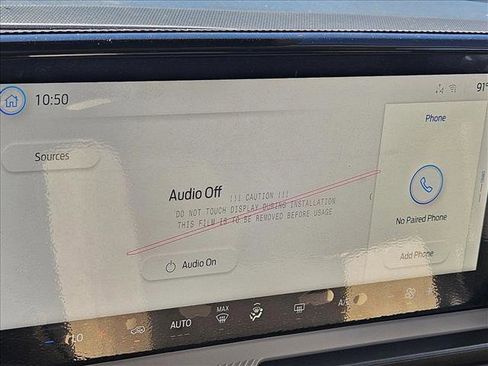 10:50
91°
Phone
Sources
Audio Off
!!! CAUTION !!!
DO NOT TOUCH DISPLAY DURING INSTALLATION
THIS FILM IS TO BE REMOVED BEFORE USAGE
No Paired Phone
Audio On
Add Phone
LO
AUTO
MAX
A/C